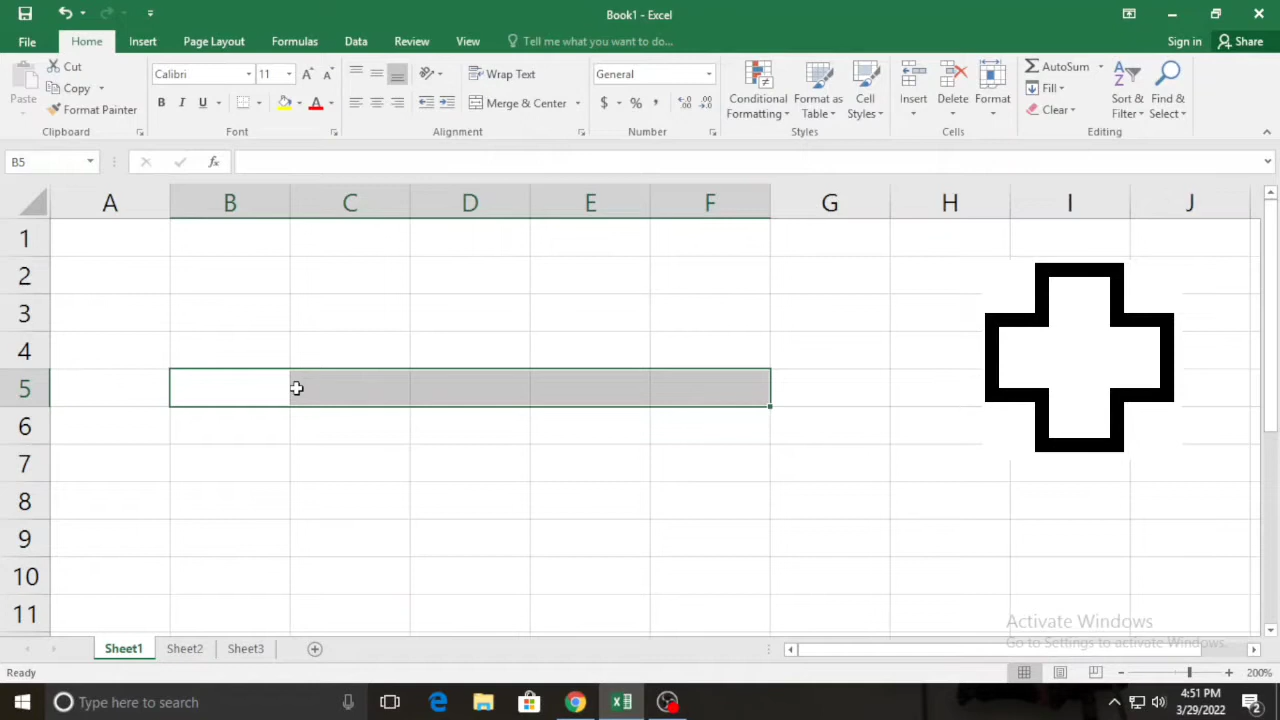 Book1 - Excel
File Home Insert Page Layout Formulas Data Review View Tell me what you want to do... Sign in Share
Paste
Cut
Copy
Format Painter
Clipboard
Calibri 11
B I U
Font
Wrap Text
Merge & Center
Alignment
General
$ % ,
Number
Conditional Formatting
Format as Table
Cell Styles
Styles
Insert
Delete
Format
Cells
AutoSum
Fill
Clear
Sort & Filter
Find & Select
Editing
B5 fx
A B C D E F G H I J
1
2
3
4
5
6
7
8
9
10
11
Activate Windows
Go to Settings to activate Windows.
Sheet1 Sheet2 Sheet3
Ready 200%
Type here to search
4:51 PM
3/29/2022
2